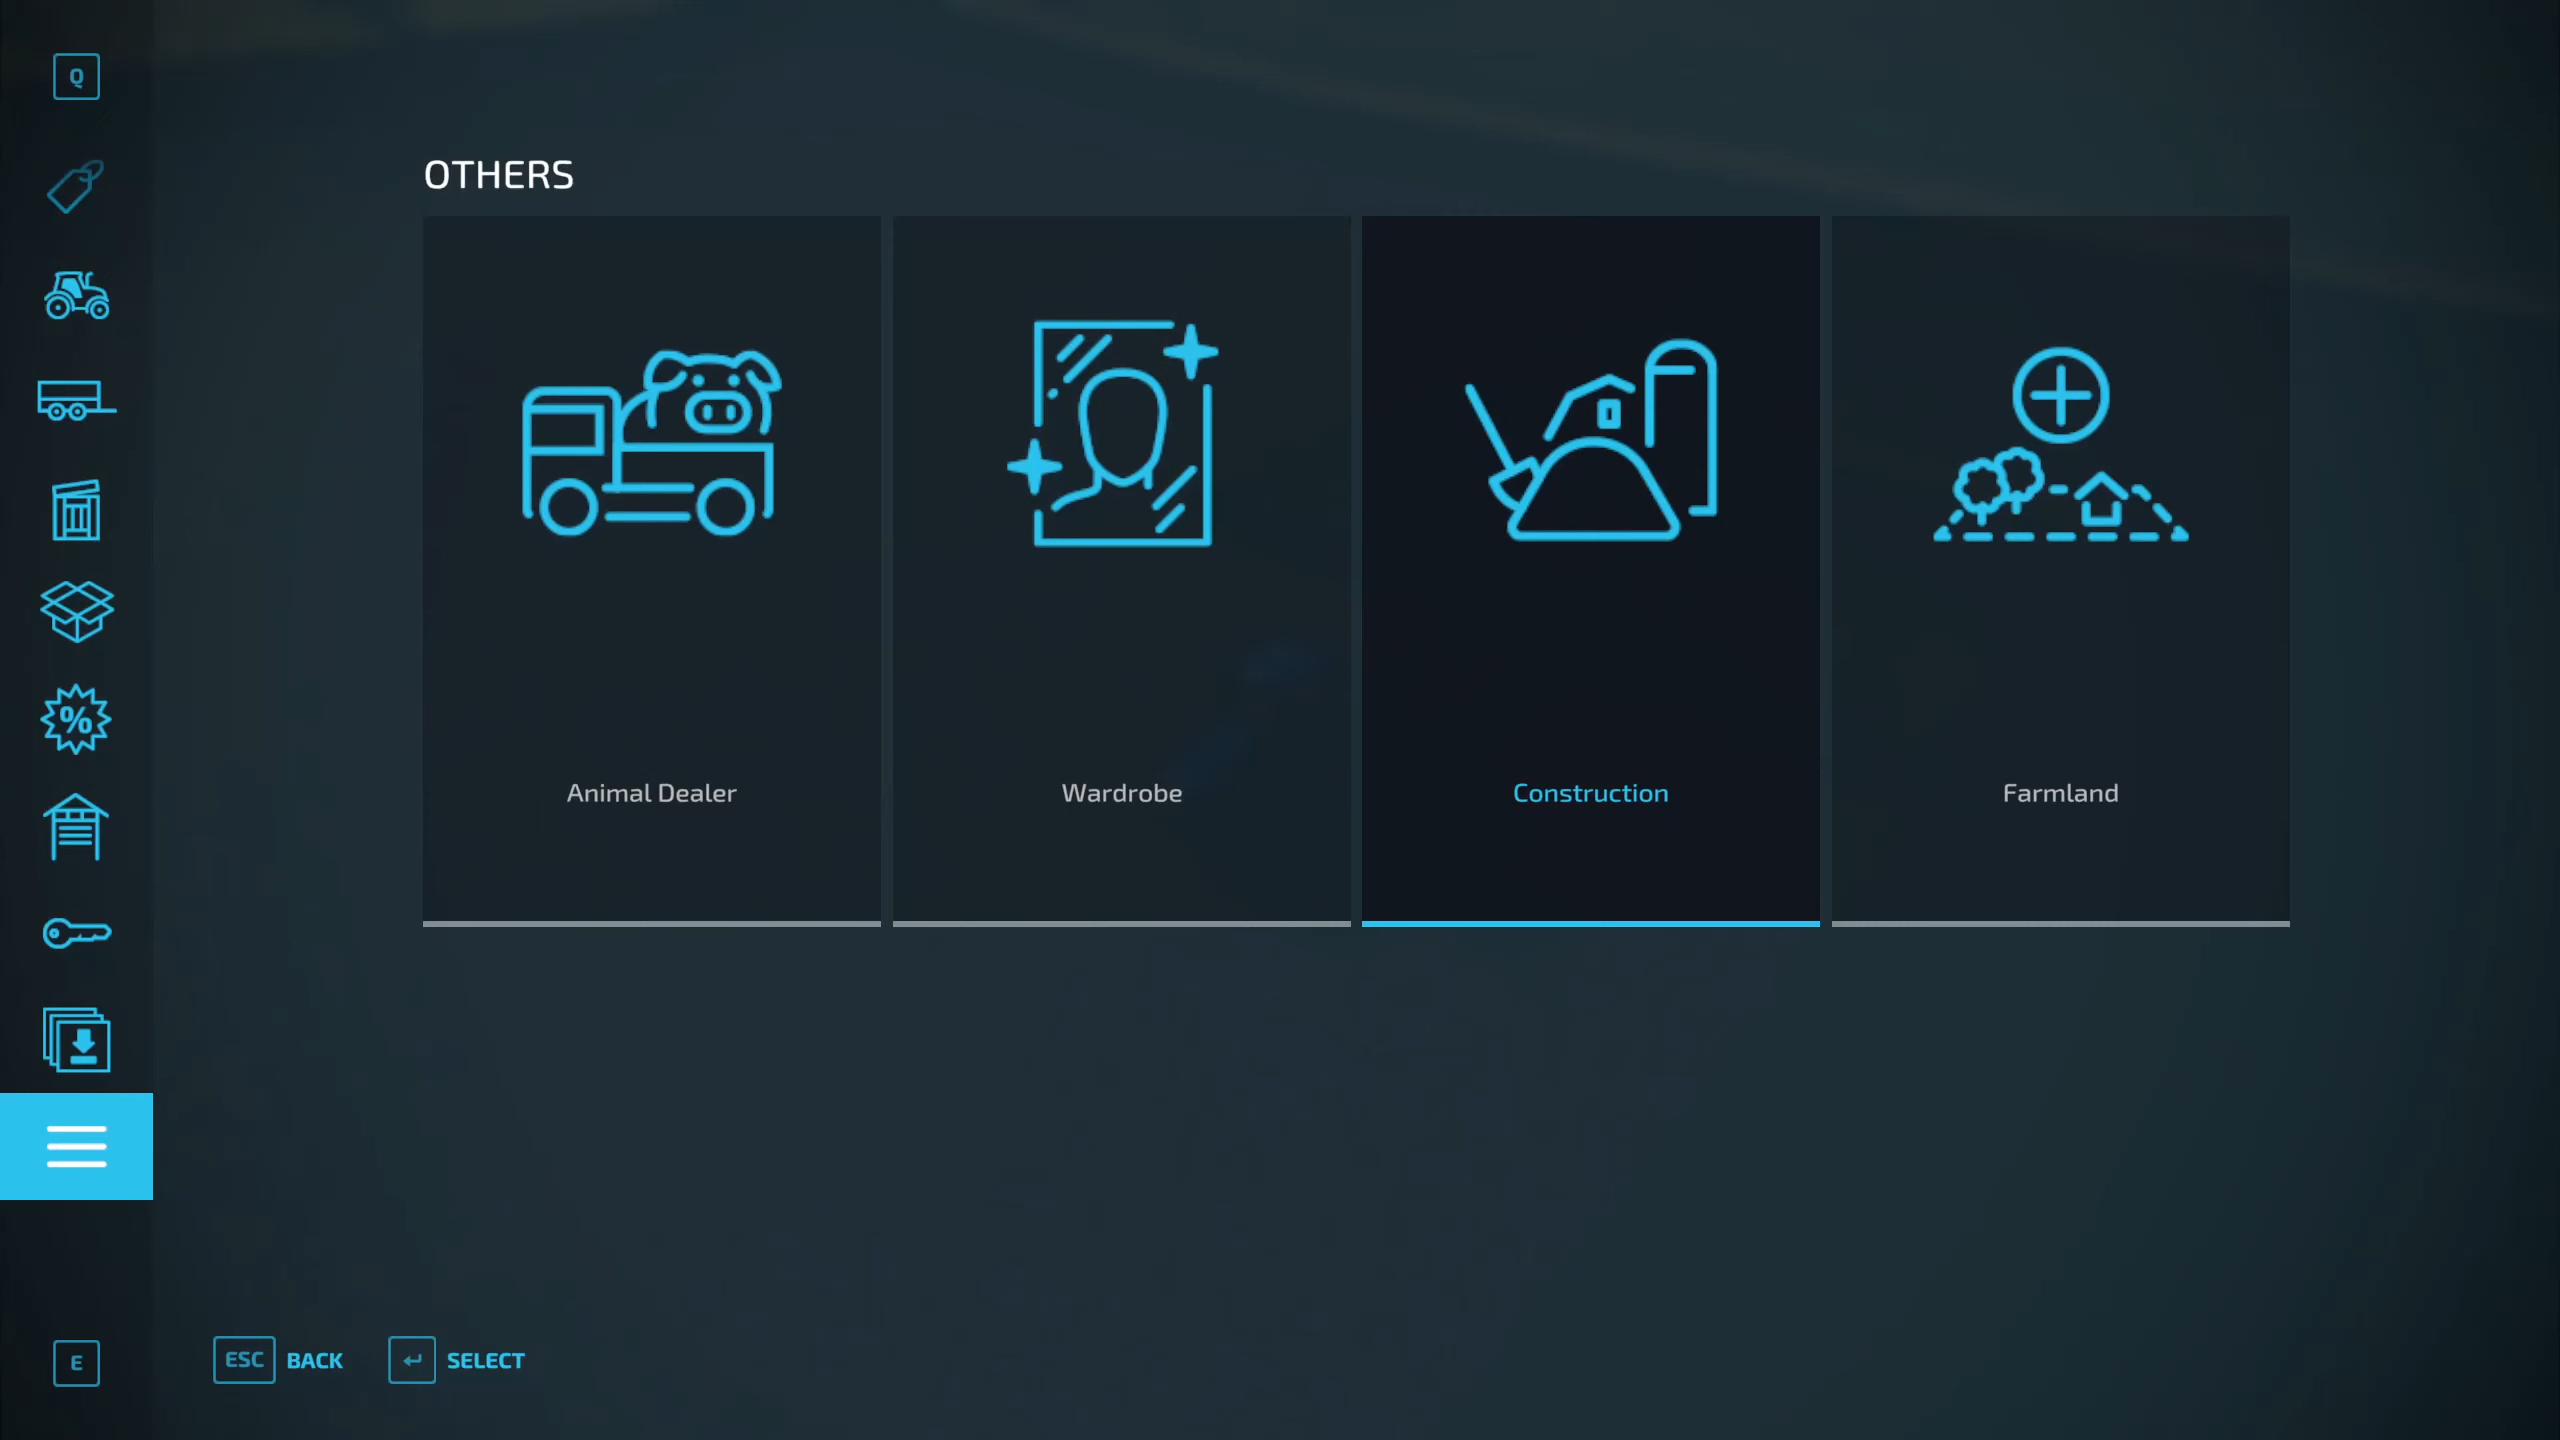 Q
OTHERS
%
Animal Dealer
Wardrobe
Construction
Farmland
E
ESC BACK SELECT